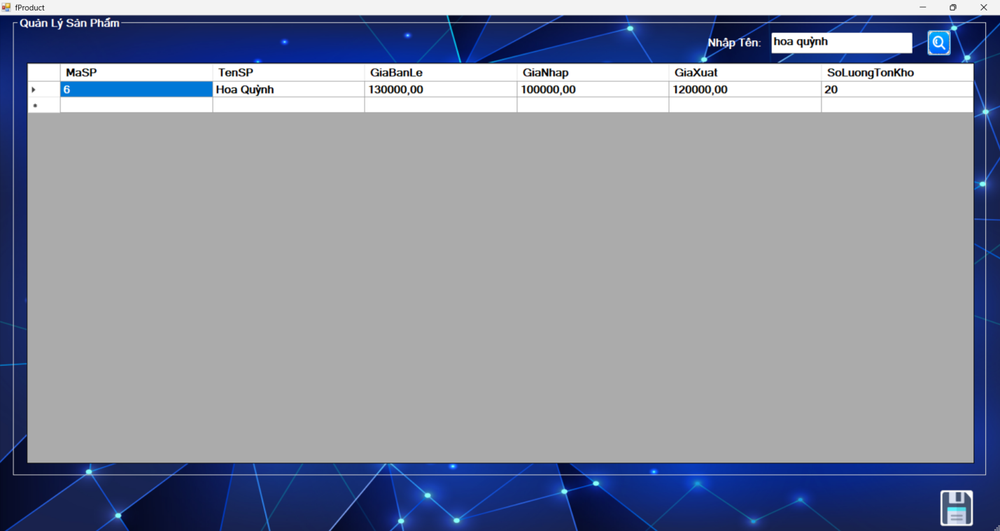 fProduct
Quản Lý Sản Phẩm
Nhập Tên: hoa quỳnh
MaSP TenSP GiaBanLe GiaNhap GiaXuat SoLuongTonKho
6 Hoa Quỳnh 130000,00 100000,00 120000,00 20